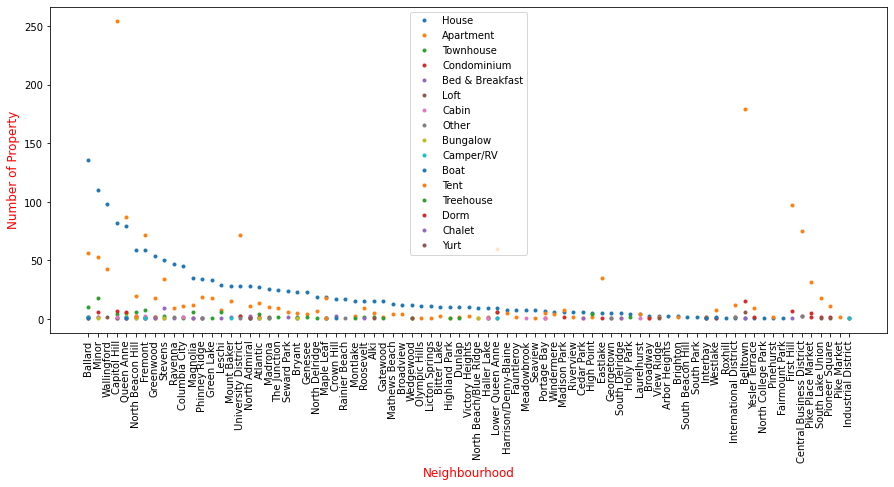 250
200
150
100
50
0
Number of Property
House
Apartment
Townhouse
Condominium
Bed & Breakfast
Loft
Cabin
Other
Bungalow
Camper/RV
Boat
Tent
Treehouse
Dorm
Chalet
Yurt
Ballard
Minor
Wallingford
Capitol Hill
Queen Anne
North Beacon Hill
Fremont
Greenwood
Stevens
Ravenna
Columbia City
Magnolia
Phinney Ridge
Green Lake
Leschi
Mount Baker
University District
North Admiral
Atlantic
Madrona
The Junction
Seward Park
Bryant
Genesee
North Delridge
Maple Leaf
Crown Hill
Rainier Beach
Montlake
Roosevelt
Alki
Gatewood
Mathews Beach
Broadview
Wedgwood
Olympic Hills
Licton Springs
Bitter Lake
Highland Park
Dunlap
Victory Heights
North Beach/Blue Ridge
Haller Lake
Lower Queen Anne
Harrison/Denny-Blaine
Fauntleroy
Meadowbrook
Seaview
Portage Bay
Windermere
Madison Park
Riverview
Cedar Park
High Point
Eastlake
Georgetown
South Delridge
Holly Park
Laurelhurst
Broadway
View Ridge
Arbor Heights
Brighton
South Beacon Hill
South Park
Interbay
Westlake
Roxhill
International District
Belltown
Yesler Terrace
North College Park
Pinehurst
Fairmount Park
First Hill
Central Business District
Pike Place Market
South Lake Union
Pioneer Square
Pike Market
Industrial District
Neighbourhood